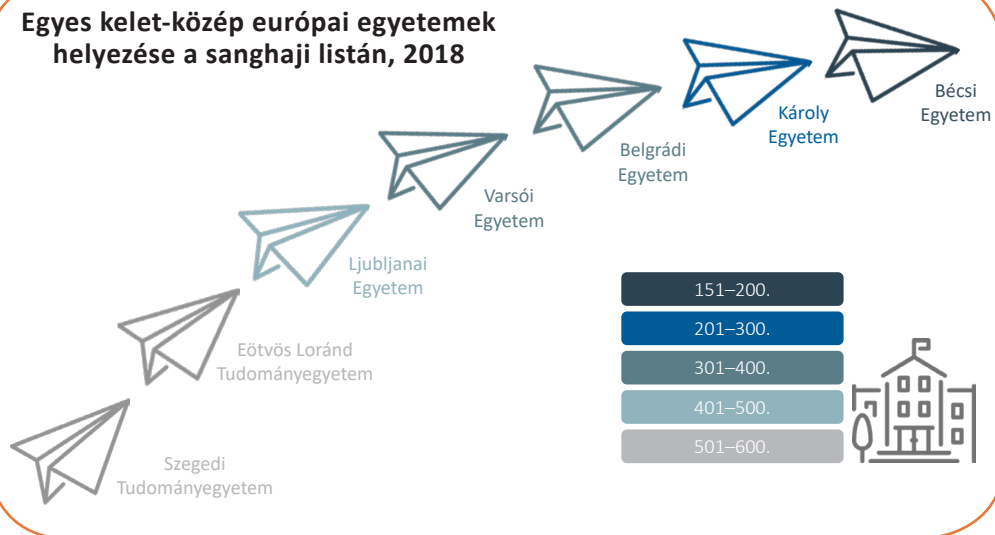 Egyes kelet-közép európai egyetemek
helyezése a sanghaji listán, 2018
Bécsi
Egyetem
Károly
Egyetem
Belgrádi
Egyetem
Varsói
Egyetem
Ljubljanai
Egyetem
Eötvös Loránd
Tudományegyetem
Szegedi
Tudományegyetem
151–200.
201–300.
301–400.
401–500.
501–600.